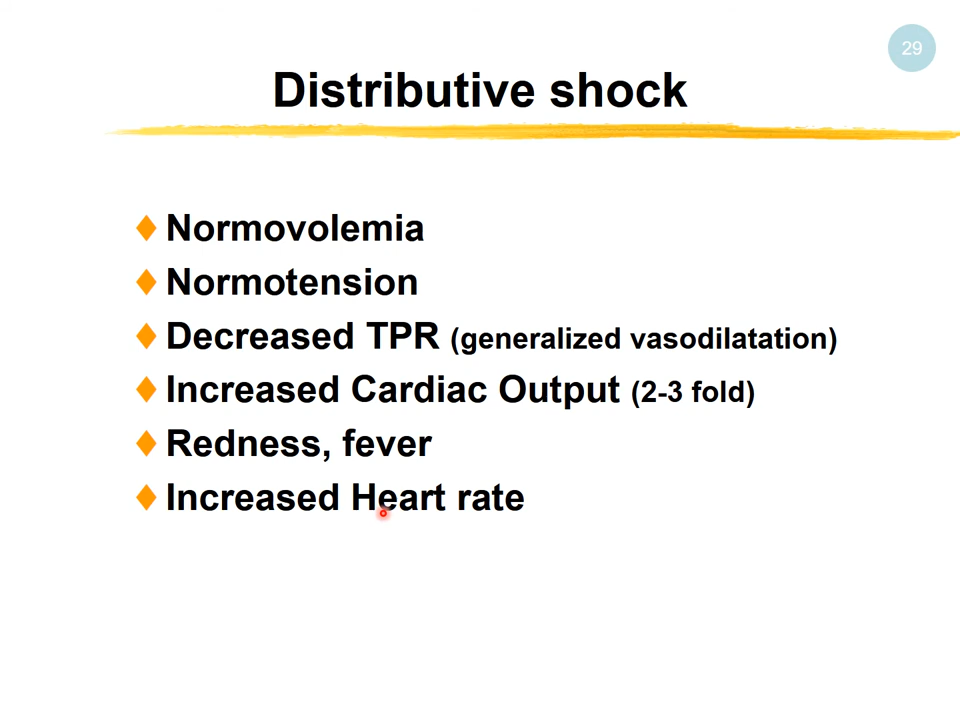 29
Distributive shock
Normovolemia
Normotension
Decreased TPR (generalized vasodilatation)
Increased Cardiac Output (2-3 fold)
Redness, fever
Increased Heart rate